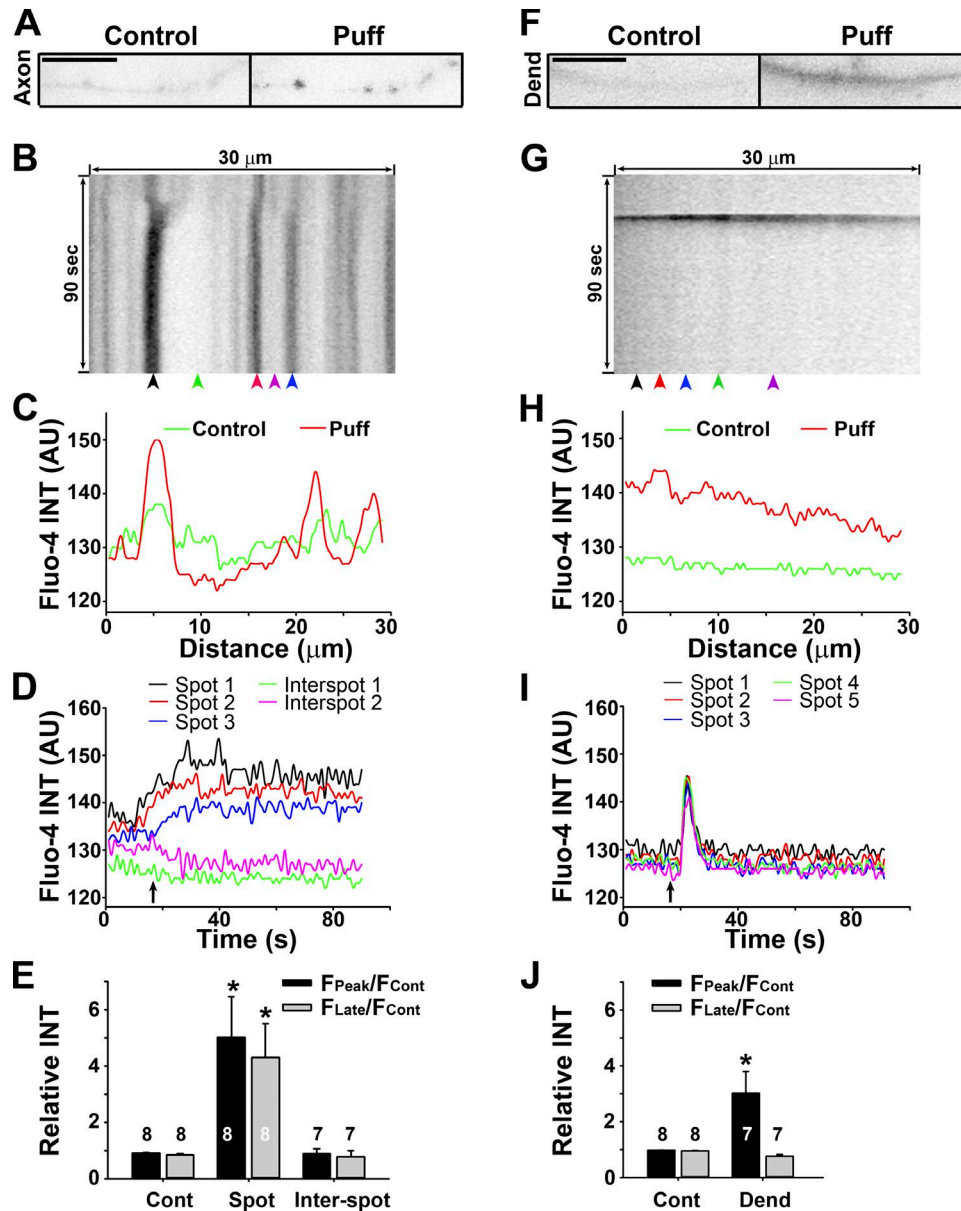 A
Control Puff
Axon
B
30 μm
90 sec
C
Control Puff
Fluo-4 INT (AU)
150
140
130
120
0 10 20 30
Distance (μm)
D
Spot 1 Interspot 1
Spot 2 Interspot 2
Spot 3
Fluo-4 INT (AU)
160
150
140
130
120
0 40 60 80
Time (s)
E
FPeak/FCont
FLate/FCont
Relative INT
6
4
2
0
* *
8 8 8 8 7 7
Cont Spot Inter-spot
F
Control Puff
Dend
G
30 μm
90 sec
H
Control Puff
Fluo-4 INT (AU)
150
140
130
120
0 10 20 30
Distance (μm)
I
Spot 1 Spot 4
Spot 2 Spot 5
Spot 3
Fluo-4 INT (AU)
160
150
140
130
120
0 20 40 60 80
Time (s)
J
FPeak/FCont
FLate/FCont
Relative INT
6
4
2
0
*
8 8 7 7
Cont Dend